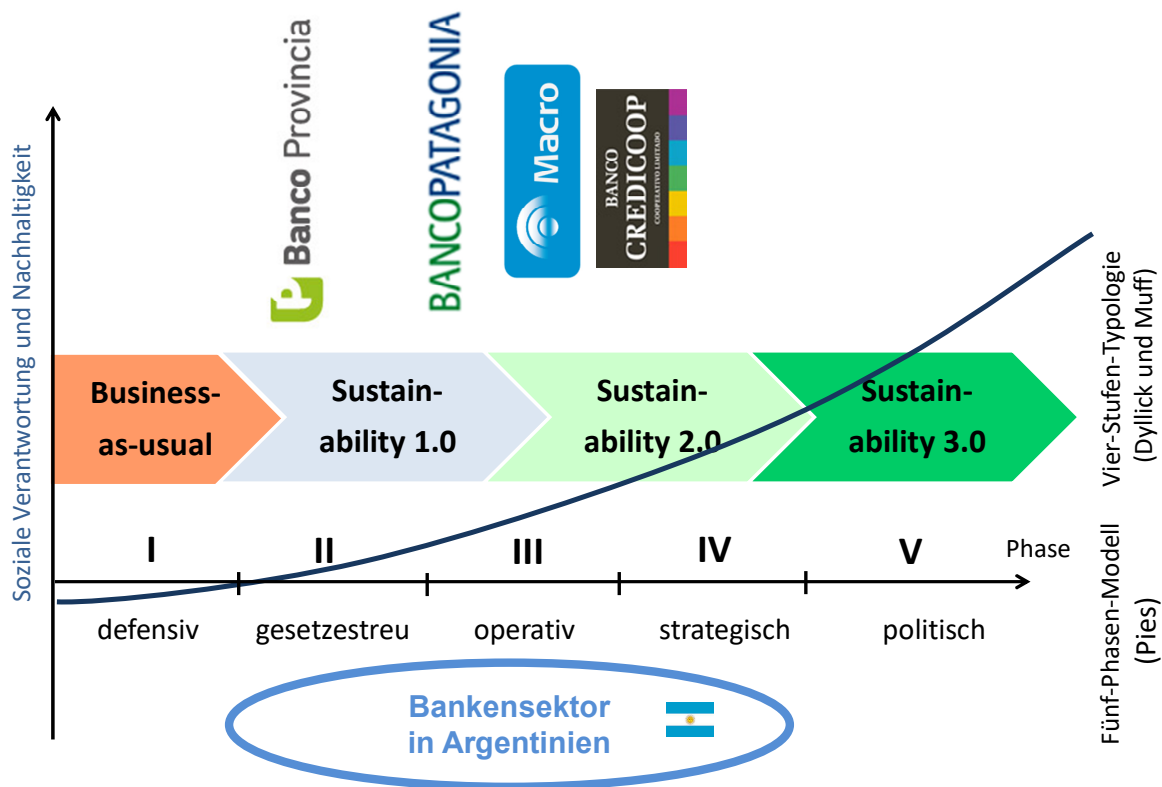 Soziale Verantwortung und Nachhaltigkeit
Banco Provincia
BANCOPATAGONIA
Macro
BANCO
CREDICOOP
COOPERATIVO LIMITADO
Business-
as-usual
Sustain-
ability 1.0
Sustain-
ability 2.0
Sustain-
ability 3.0
Vier-Stufen-Typologie
(Dyllick und Muff)
I
II
III
IV
V
Phase
defensiv
gesetzestreu
operativ
strategisch
politisch
Fünf-Phasen-Modell
(Pies)
Bankensektor
in Argentinien